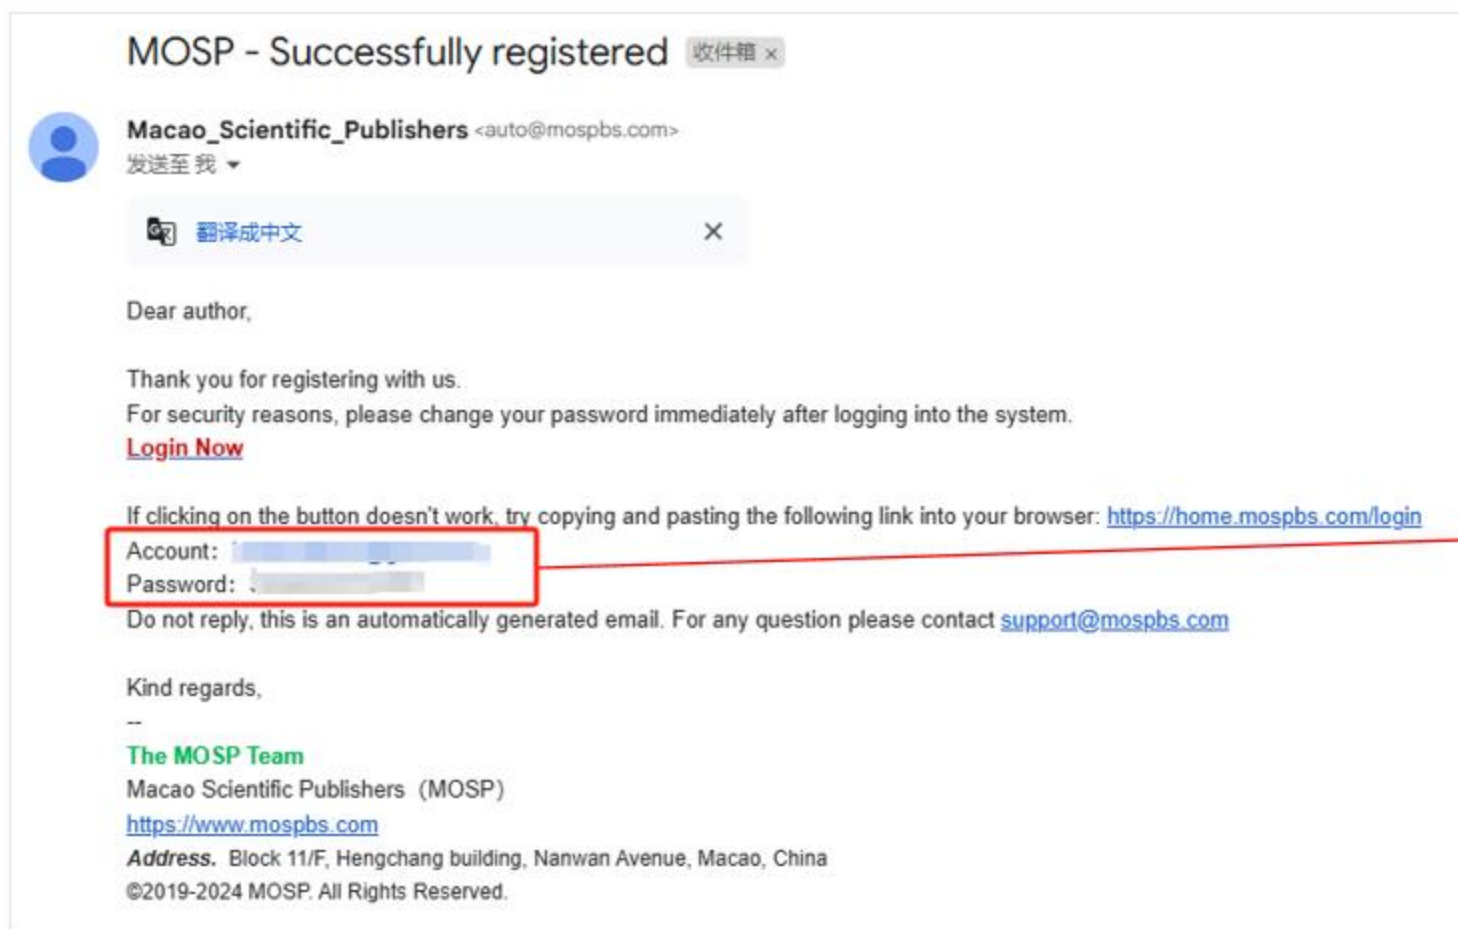 MOSP - Successfully registered 收件箱 ×
Macao_Scientific_Publishers <auto@mospbs.com>
发送至 我
翻译成中文
Dear author,
Thank you for registering with us.
For security reasons, please change your password immediately after logging into the system.
Login Now
If clicking on the button doesn't work, try copying and pasting the following link into your browser: https://home.mospbs.com/login
Account:
Password:
Do not reply, this is an automatically generated email. For any question please contact support@mospbs.com
Kind regards,
--
The MOSP Team
Macao Scientific Publishers（MOSP）
https://www.mospbs.com
Address. Block 11/F, Hengchang building, Nanwan Avenue, Macao, China
©2019-2024 MOSP. All Rights Reserved.